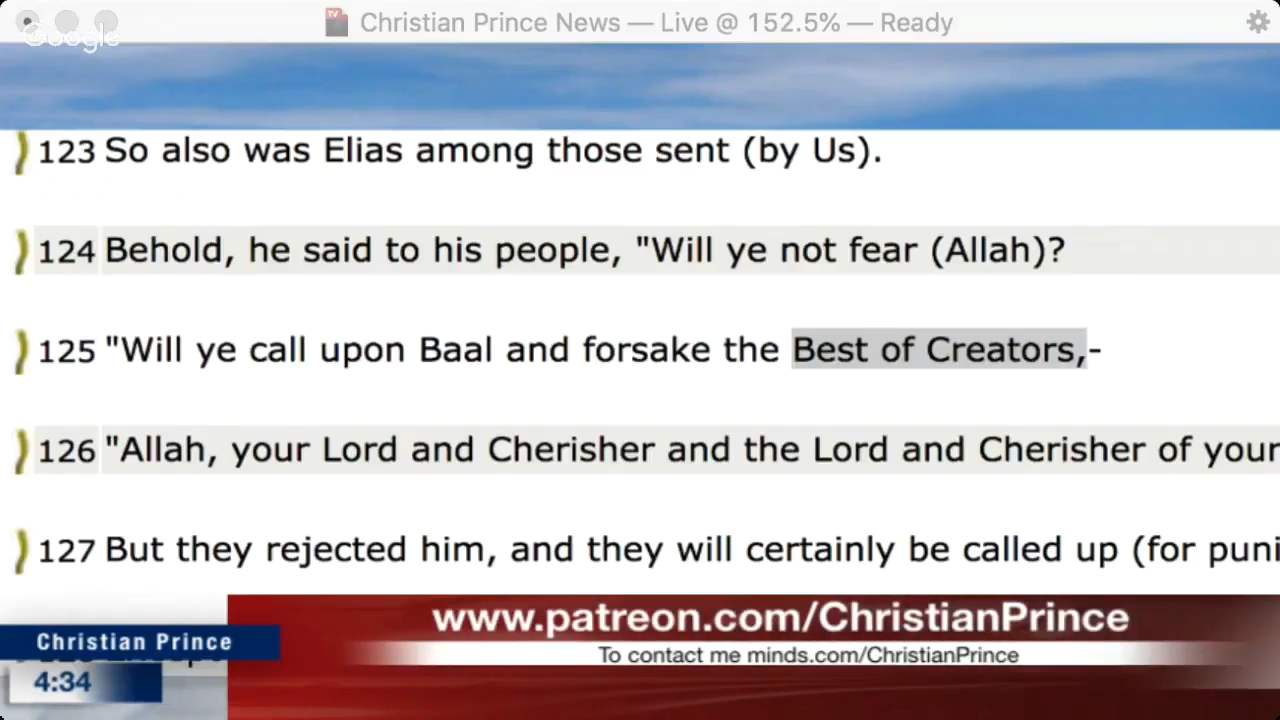 Christian Prince News — Live @ 152.5% — Ready
Google
123 So also was Elias among those sent (by Us).
124 Behold, he said to his people, "Will ye not fear (Allah)?
125 "Will ye call upon Baal and forsake the Best of Creators,-
126 "Allah, your Lord and Cherisher and the Lord and Cherisher of your
127 But they rejected him, and they will certainly be called up (for puni
www.patreon.com/ChristianPrince
Christian Prince
To contact me minds.com/ChristianPrince
4:34